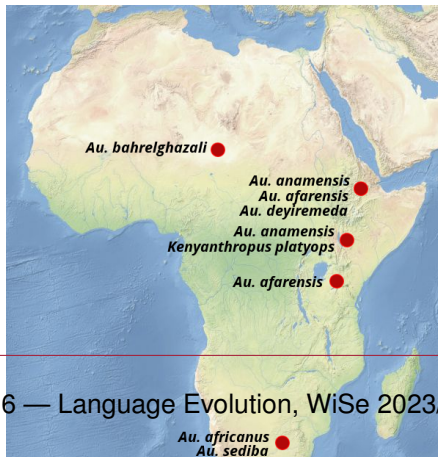 Au. bahrelghazali
Au. anamensis
Au. afarensis
Au. deyiremeda
Au. anamensis
Kenyanthropus platyops
Au. afarensis
6 — Language Evolution, WiSe 2023/
Au. africanus
Au. sediba